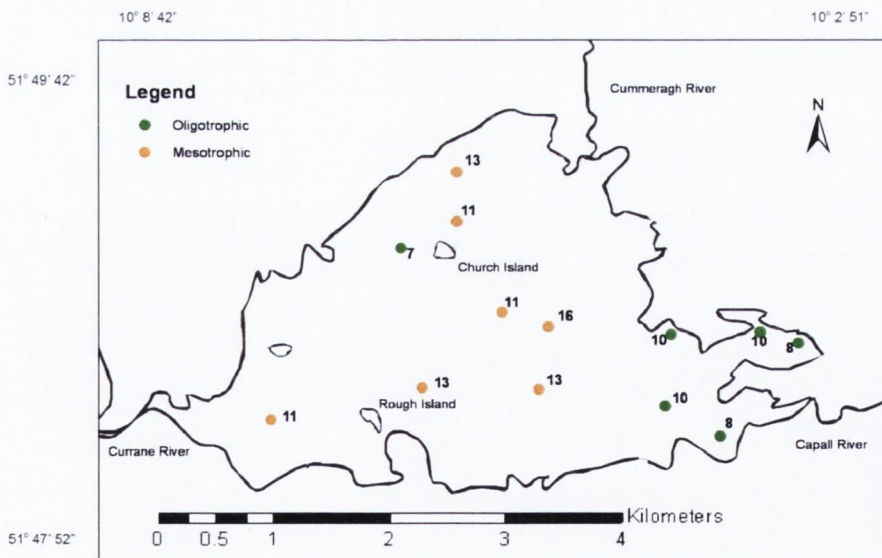 10° 8' 42" 10° 2' 51"
51° 49' 42"
Legend
Oligotrophic
Mesotrophic
Cummeragh River
N
13
11
7
Church Island
11
16
10
10
8
13
13
10
Rough Island
11
8
Currane River
Capall River
Kilometers
0 0.5 1 2 3 4
51° 47' 52"